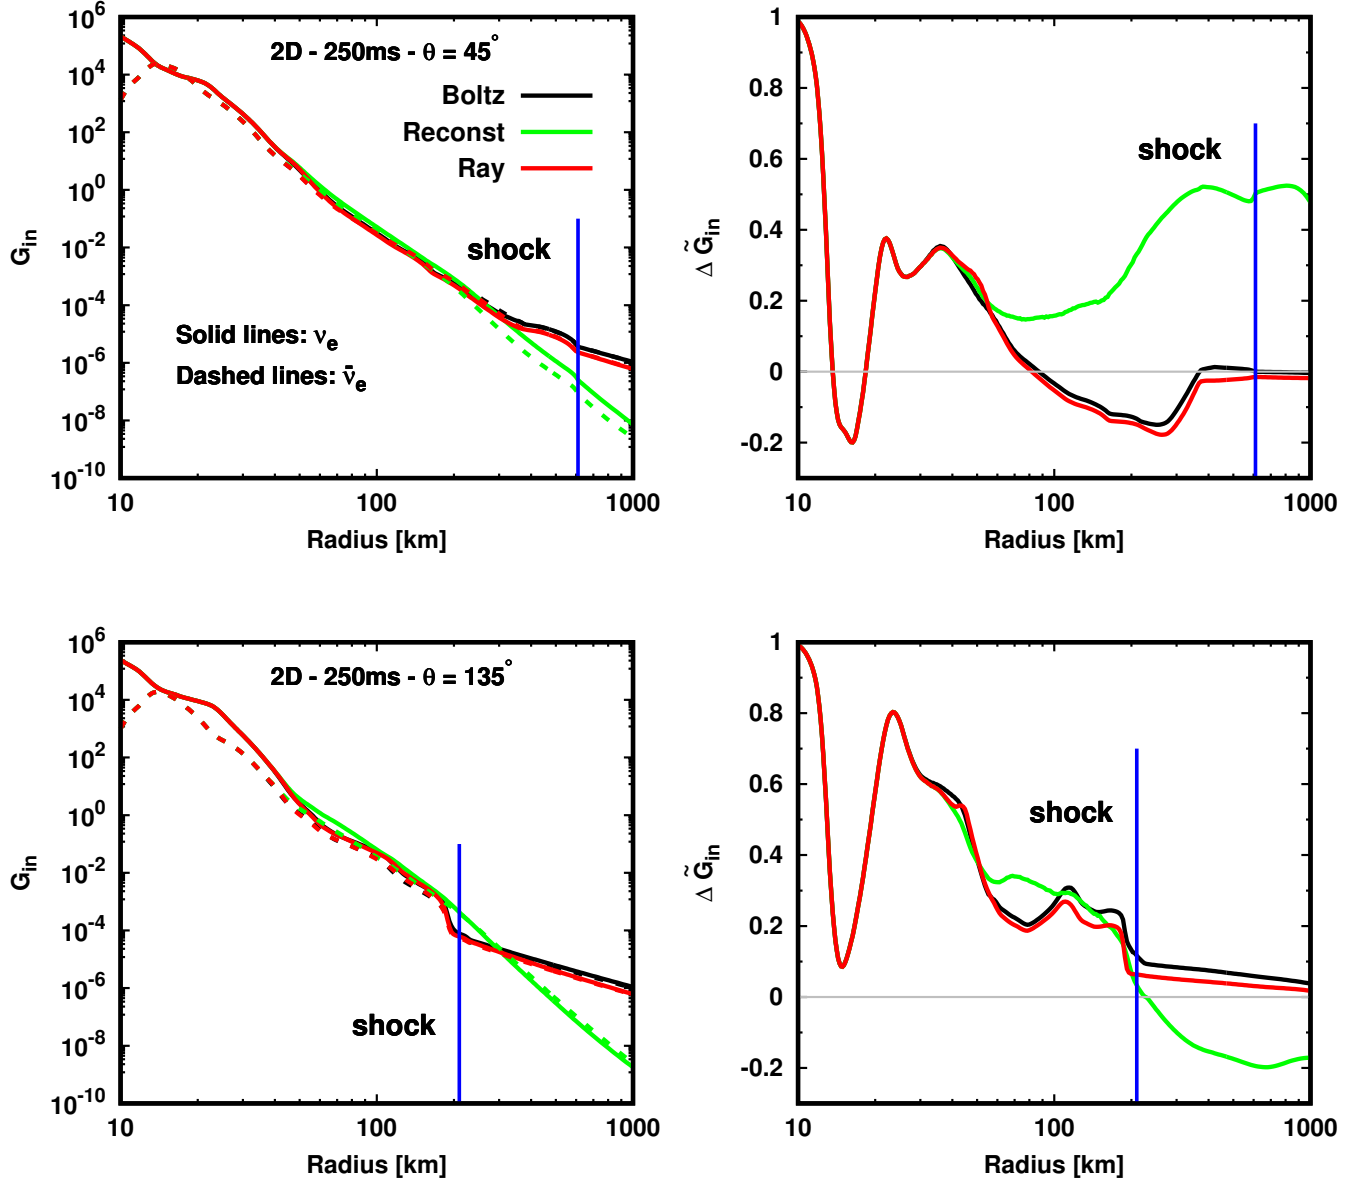 2D - 250ms - θ = 45°
Boltz
Reconst
Ray
shock
Solid lines: νe
Dashed lines: ν̄e
Gin
10^6
10^4
10^2
10^0
10^-2
10^-4
10^-6
10^-8
10^-10
10 100 1000
Radius [km]
shock
Δ G̃in
1
0.8
0.6
0.4
0.2
0
-0.2
10 100 1000
Radius [km]
2D - 250ms - θ = 135°
shock
Gin
10^6
10^4
10^2
10^0
10^-2
10^-4
10^-6
10^-8
10^-10
10 100 1000
Radius [km]
shock
Δ G̃in
1
0.8
0.6
0.4
0.2
0
-0.2
10 100 1000
Radius [km]